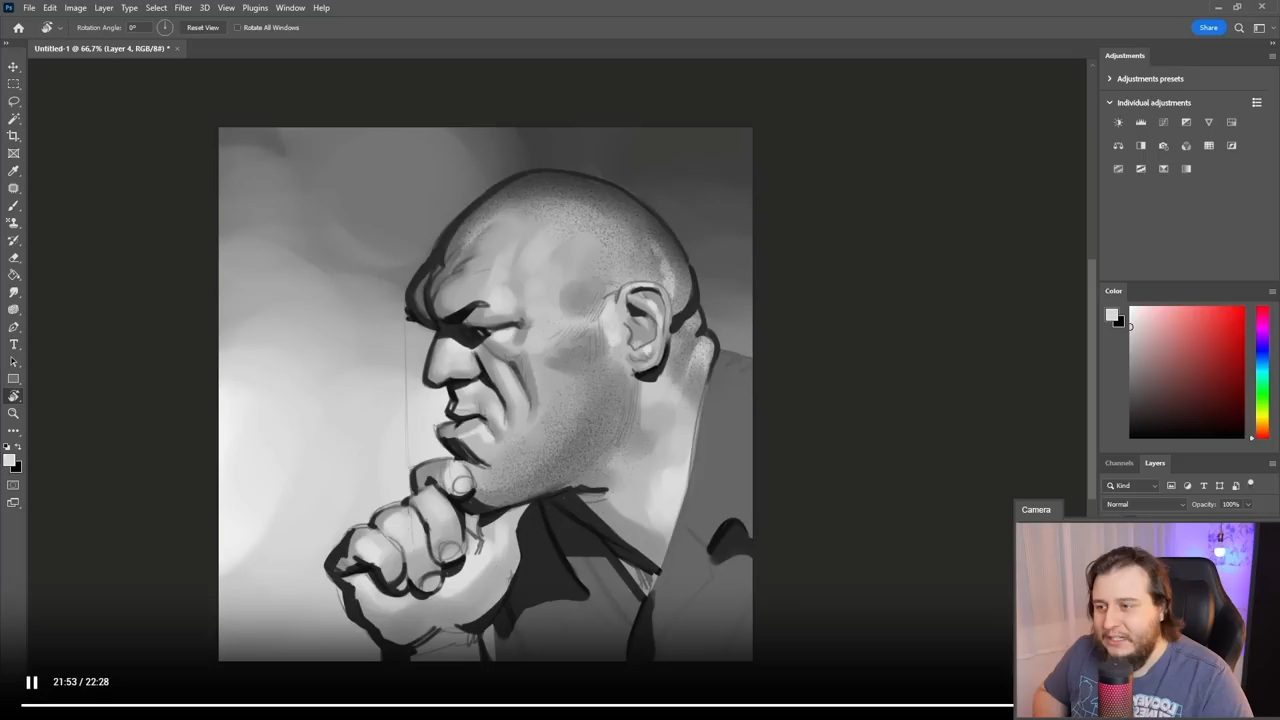 Ps File Edit Image Layer Type Select Filter 3D View Plugins Window Help
Rotation Angle: 0° Reset View Rotate All Windows Share
Untitled-1 @ 66,7% (Layer 4, RGB/8#) * ×
Adjustments
Adjustments presets
Individual adjustments
Color
Channels Layers
Kind
Normal Opacity: 100%
Camera
21:53 / 22:28